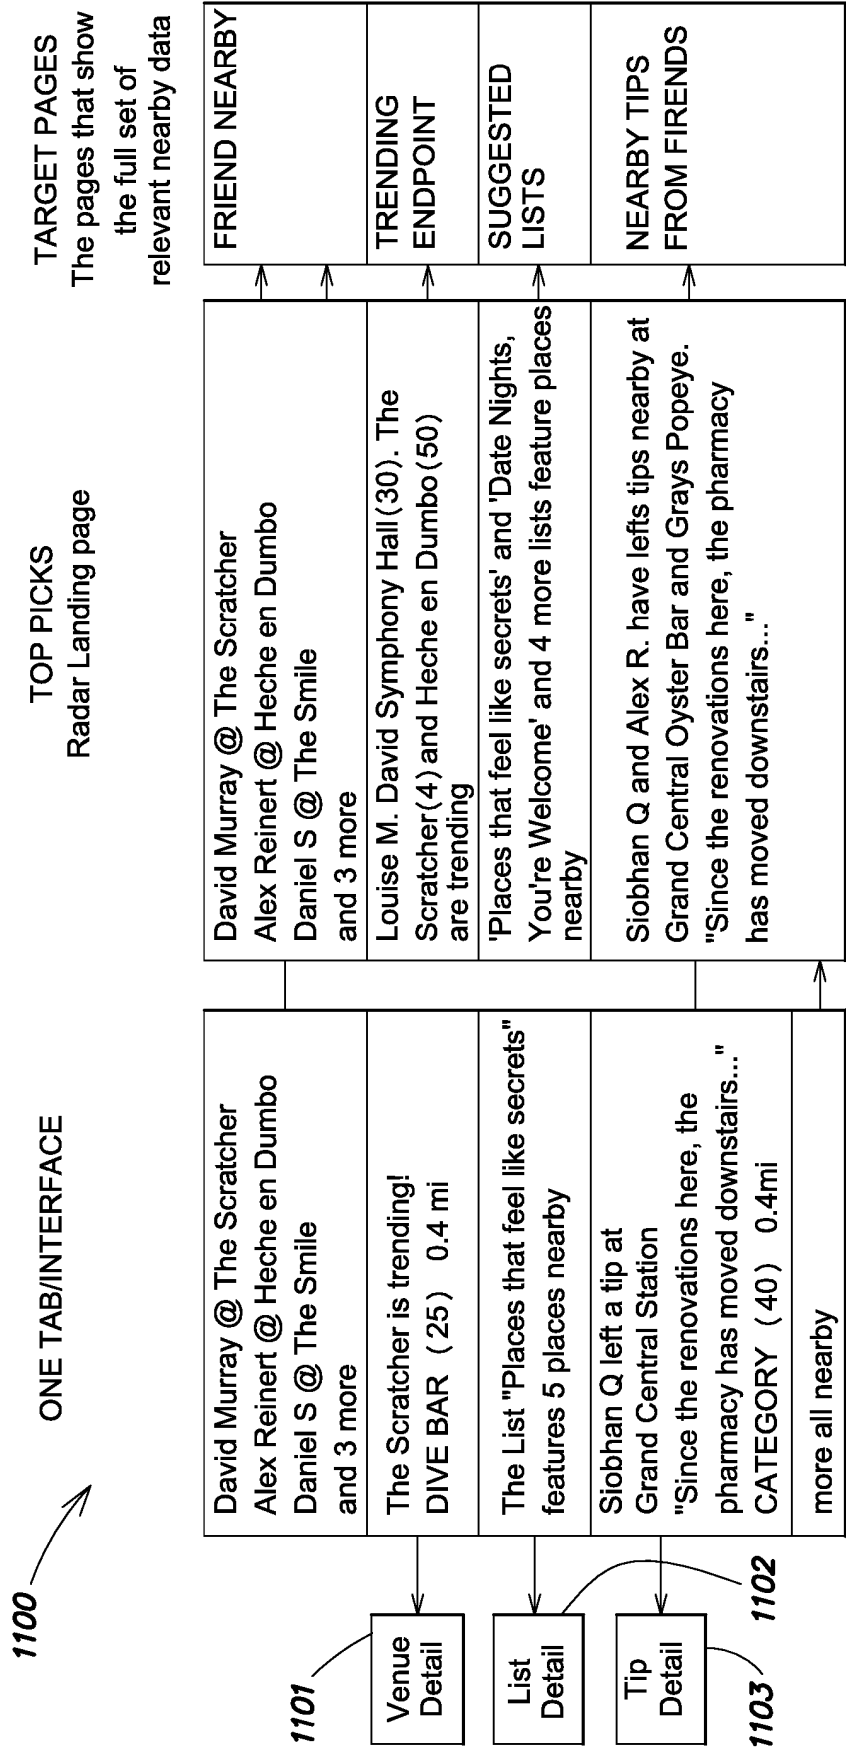 1100
ONE TAB/INTERFACE
TOP PICKS
Radar Landing page
TARGET PAGES
The pages that show
the full set of
relevant nearby data
1101
Venue
Detail
List
Detail
1102
Tip
Detail
1103
David Murray @ The Scratcher
Alex Reinert @ Heche en Dumbo
Daniel S @ The Smile
and 3 more
The Scratcher is trending!
DIVE BAR (25) 0.4 mi
The List "Places that feel like secrets"
features 5 places nearby
Siobhan Q left a tip at
Grand Central Station
"Since the renovations here, the
pharmacy has moved downstairs..."
CATEGORY (40) 0.4mi
more all nearby
David Murray @ The Scratcher
Alex Reinert @ Heche en Dumbo
Daniel S @ The Smile
and 3 more
Louise M. David Symphony Hall(30). The
Scratcher(4) and Heche en Dumbo(50)
are trending
'Places that feel like secrets' and 'Date Nights,
You're Welcome' and 4 more lists feature places
nearby
Siobhan Q and Alex R. have lefts tips nearby at
Grand Central Oyster Bar and Grays Popeye.
"Since the renovations here, the pharmacy
has moved downstairs..."
FRIEND NEARBY
TRENDING
ENDPOINT
SUGGESTED
LISTS
NEARBY TIPS
FROM FIRENDS